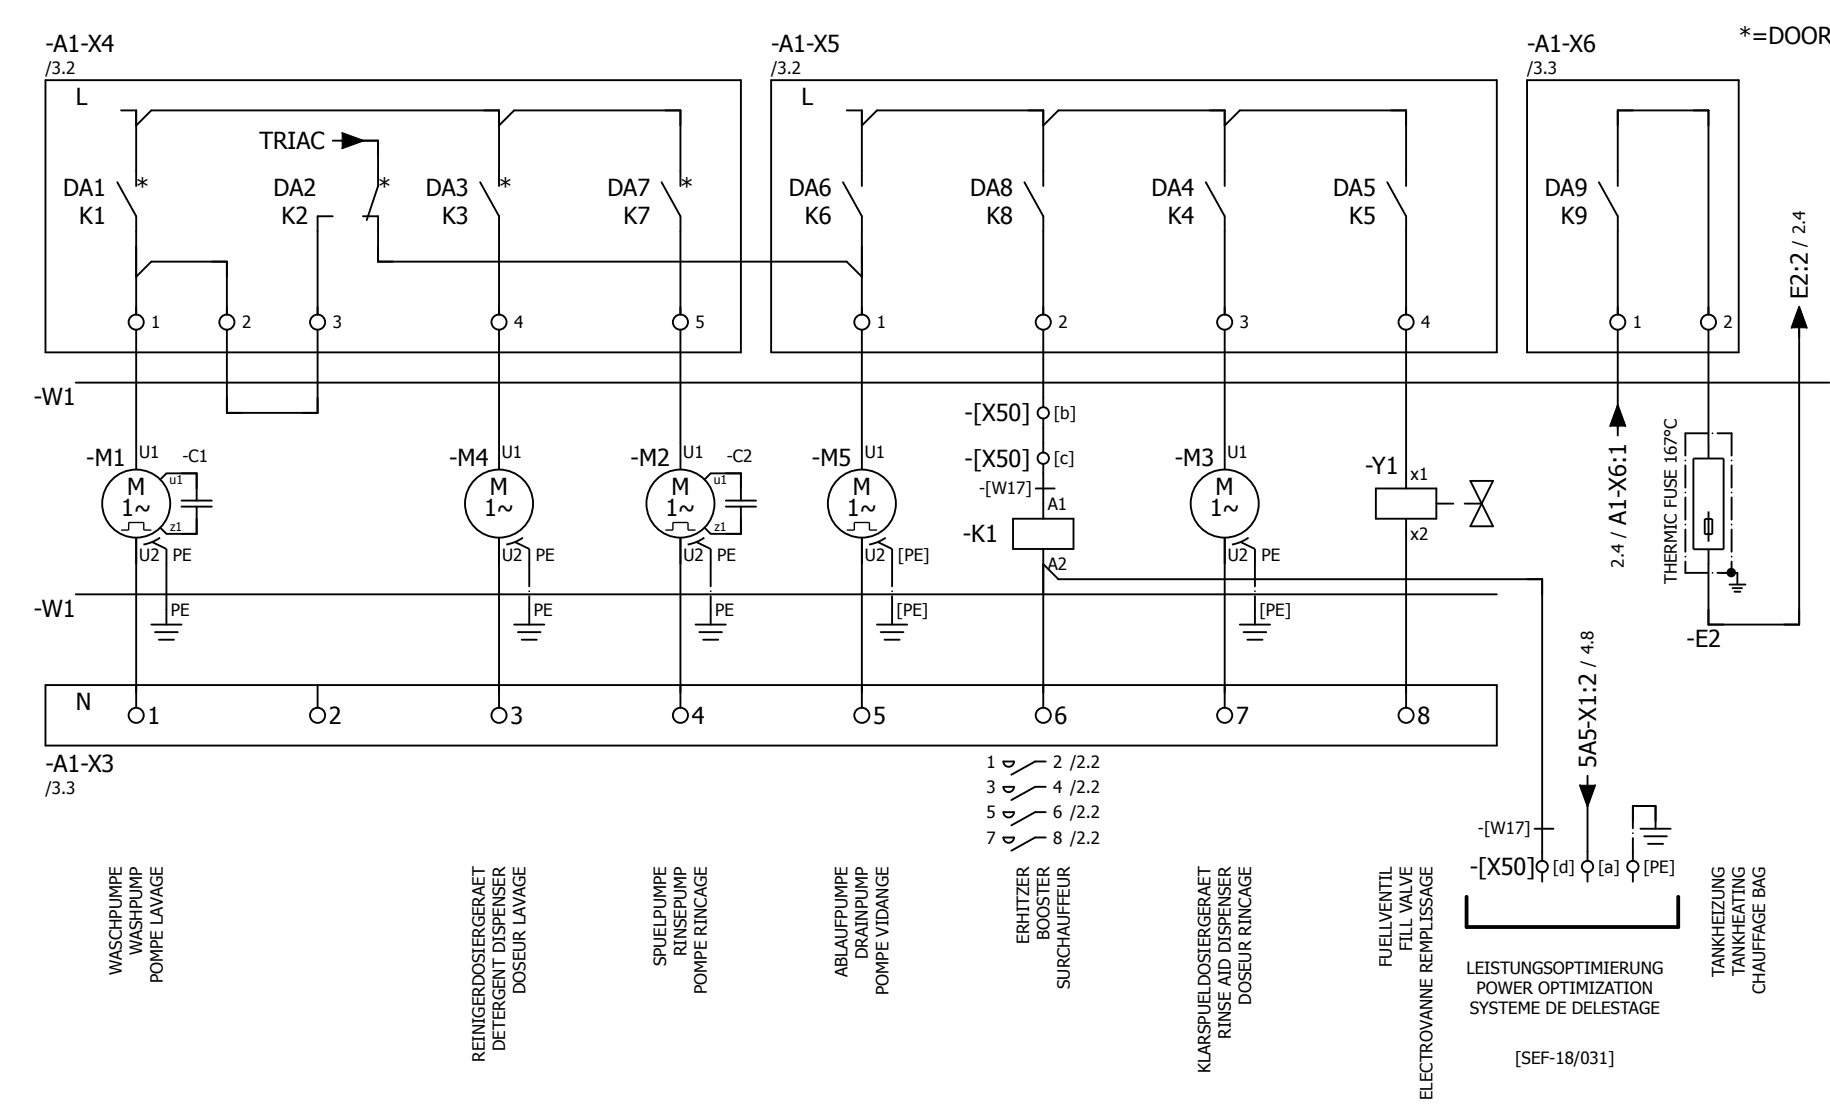 -A1-X4
/3.2
-A1-X5
/3.2
-A1-X6
/3.3
*=DOOR
L
L
TRIAC
DA1
K1
*
DA2
K2
*
DA3
K3
*
DA7
K7
*
DA6
K6
DA8
K8
DA4
K4
DA5
K5
DA9
K9
E2:2 / 2.4
1
2
3
4
5
1
2
3
4
1
2
-W1
-[X50]
[b]
-[X50]
[c]
-[W17]
-M1
U1
-C1
u1
M
1~
z1
U2
PE
-M4
U1
M
1~
U2
PE
-M2
U1
-C2
u1
M
1~
z1
U2
PE
-M5
U1
M
1~
U2
[PE]
A1
-K1
A2
-M3
U1
M
1~
U2
PE
-Y1
x1
x2
2.4 / A1-X6:1
THERMIC FUSE 167°C
-E2
-W1
PE
PE
PE
[PE]
[PE]
N
1
2
3
4
5
6
7
8
-A1-X3
/3.3
1 2 /2.2
3 4 /2.2
5 6 /2.2
7 8 /2.2
5A5-X1:2 / 4.8
-[W17]
-[X50]
[d]
[a]
[PE]
WASCHPUMPE
WASHPUMP
POMPE LAVAGE
REINIGERDOSIERGERAET
DETERGENT DISPENSER
DOSEUR LAVAGE
SPUELPUMPE
RINSEPUMP
POMPE RINCAGE
ABLAUFPUMPE
DRAINPUMP
POMPE VIDANGE
ERHITZER
BOOSTER
SURCHAUFFEUR
KLARSPUELDOSIERGERAET
RINSE AID DISPENSER
DOSEUR RINCAGE
FUELLVENTIL
FILL VALVE
ELECTROVANNE REMPLISSAGE
LEISTUNGSOPTIMIERUNG
POWER OPTIMIZATION
SYSTEME DE DELESTAGE
[SEF-18/031]
TANKHEIZUNG
TANKHEATING
CHAUFFAGE BAG